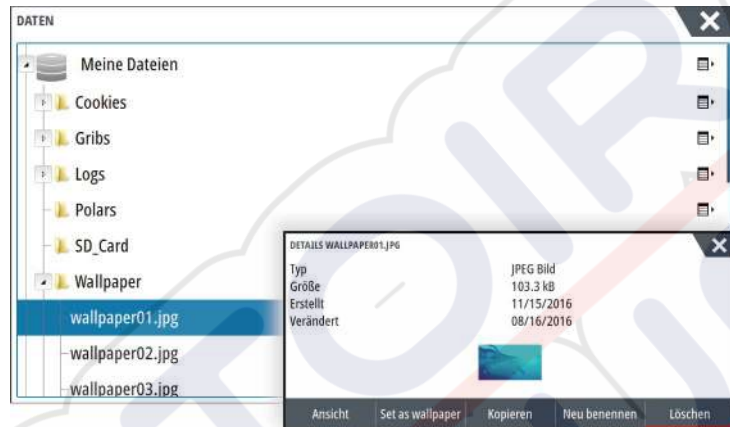 DATEN
Meine Dateien
Cookies
Gribs
Logs
Polars
SD_Card
Wallpaper
wallpaper01.jpg
wallpaper02.jpg
wallpaper03.jpg
DETAILS WALLPAPER01.JPG
Typ JPEG Bild
Größe 103.3 kB
Erstellt 11/15/2016
Verändert 08/16/2016
Ansicht Set as wallpaper Kopieren Neu benennen Löschen